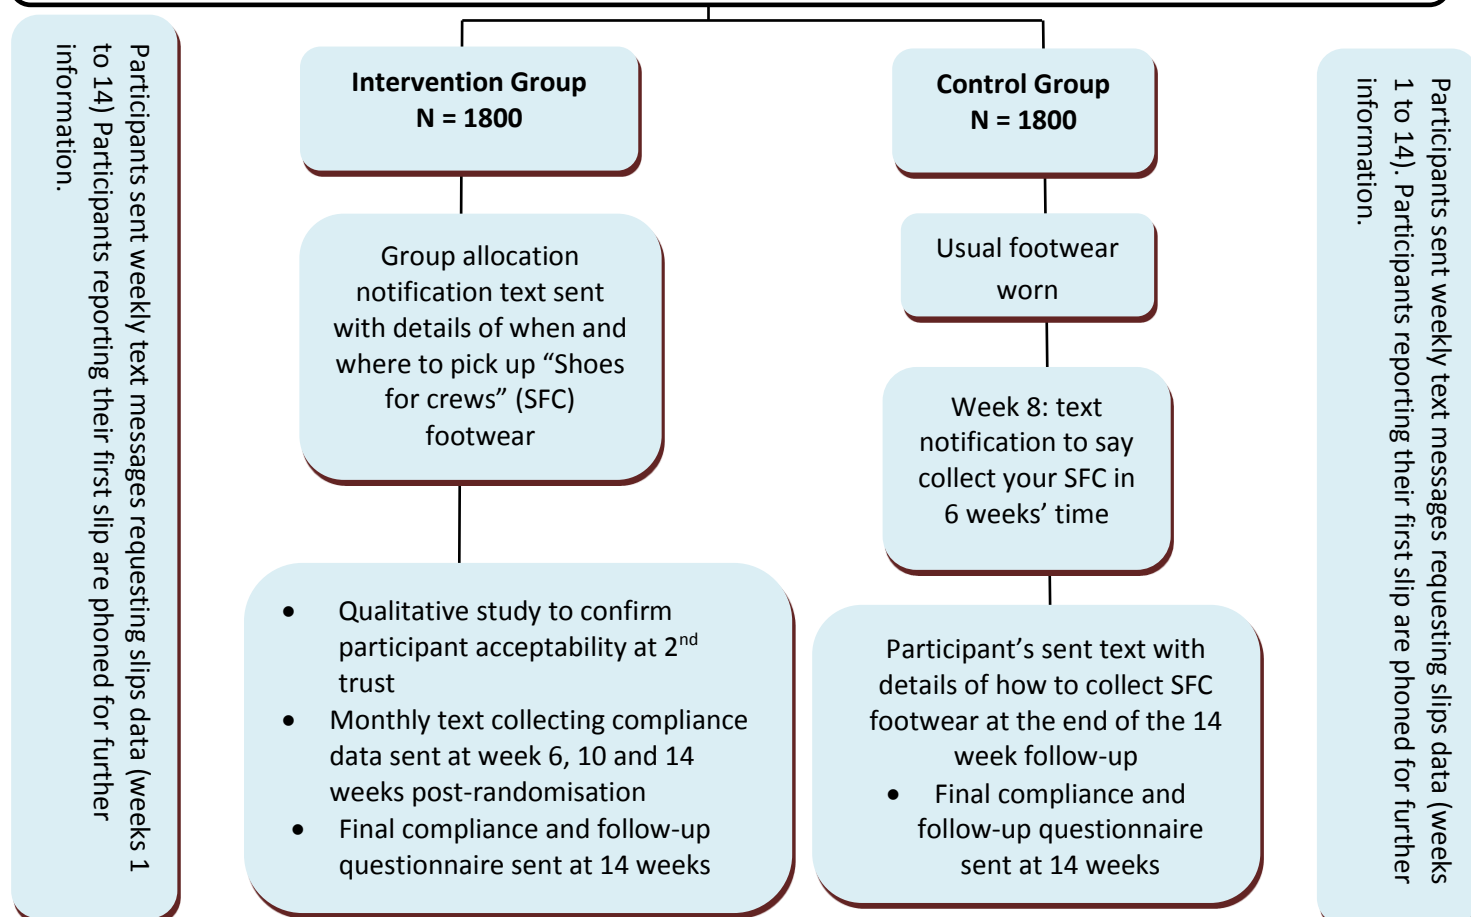 Participants sent weekly text messages requesting slips data (weeks 1
to 14) Participants reporting their first slip are phoned for further
information.
Intervention Group
N = 1800
Group allocation
notification text sent
with details of when and
where to pick up “Shoes
for crews” (SFC)
footwear
• Qualitative study to confirm
participant acceptability at 2nd
trust
• Monthly text collecting compliance
data sent at week 6, 10 and 14
weeks post-randomisation
• Final compliance and follow-up
questionnaire sent at 14 weeks
Control Group
N = 1800
Usual footwear
worn
Week 8: text
notification to say
collect your SFC in
6 weeks’ time
Participant’s sent text with
details of how to collect SFC
footwear at the end of the 14
week follow-up
• Final compliance and
follow-up questionnaire
sent at 14 weeks
Participants sent weekly text messages requesting slips data (weeks
1 to 14). Participants reporting their first slip are phoned for further
information.